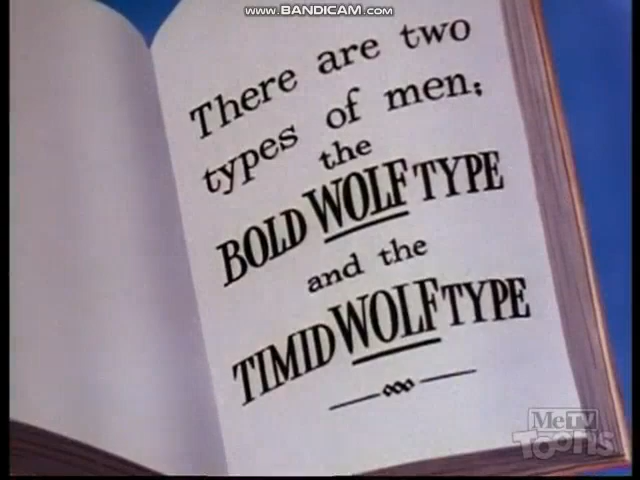 www.BANDICAM.com
There are two
types of men;
the
BOLD WOLF TYPE
and the
TIMID WOLF TYPE
MeTV
TOONS